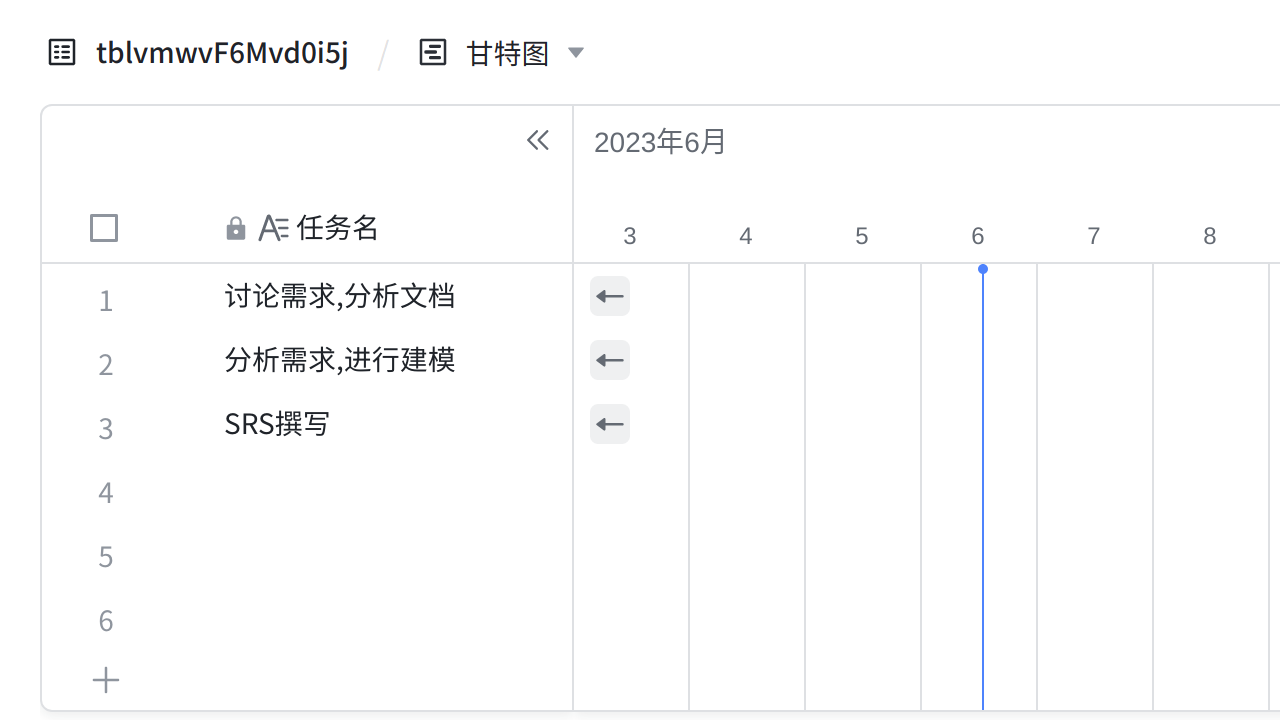 tblvmwvF6Mvd0i5j / 甘特图
2023年6月
任务名
3 4 5 6 7 8
1 讨论需求,分析文档
2 分析需求,进行建模
3 SRS撰写
4
5
6